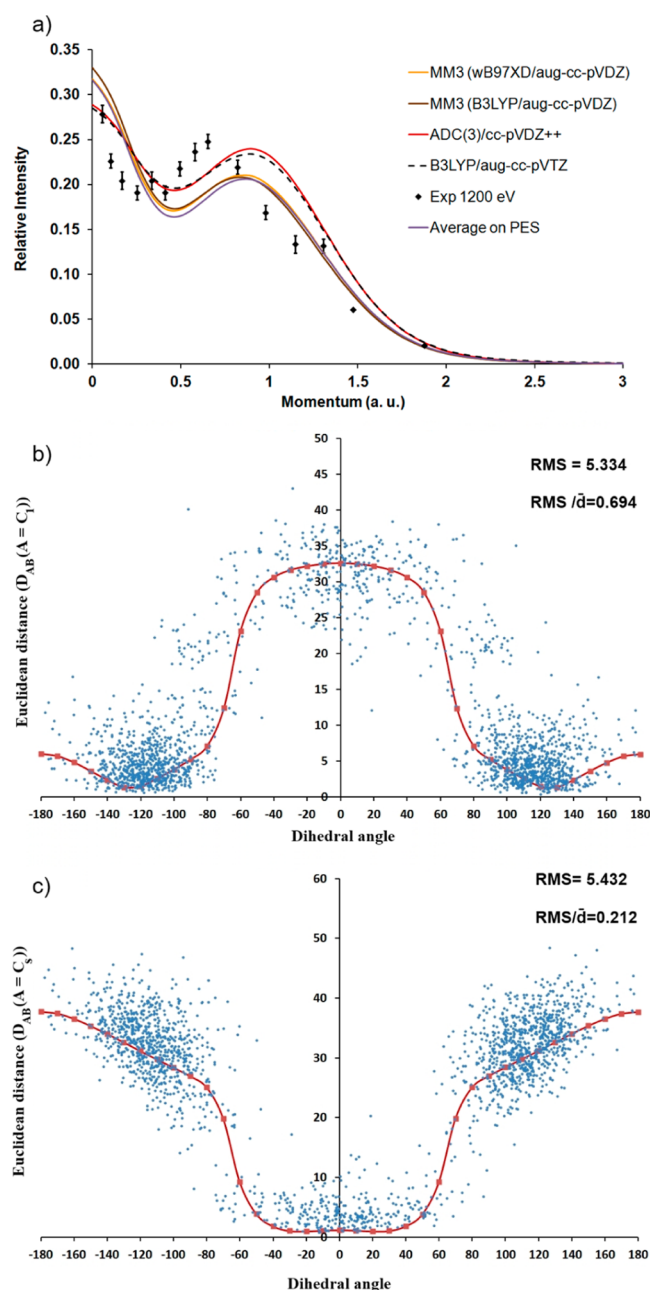 a)
0.35
0.30
0.25
0.20
0.15
0.10
0.05
0.00
Relative Intensity
0 0.5 1 1.5 2 2.5 3
Momentum (a. u.)
MM3 (wB97XD/aug-cc-pVDZ)
MM3 (B3LYP/aug-cc-pVDZ)
ADC(3)/cc-pVDZ++
B3LYP/aug-cc-pVTZ
Exp 1200 eV
Average on PES
b)
RMS = 5.334
RMS /d̄=0.694
50
45
40
35
30
25
20
15
10
5
0
Euclidean distance (D_AB(A = C_1))
-180 -160 -140 -120 -100 -80 -60 -40 -20 0 20 40 60 80 100 120 140 160 180
Dihedral angle
c)
RMS= 5.432
RMS/d̄=0.212
60
50
40
30
20
10
0
Euclidean distance (D_AB(A = C_s))
-180 -160 -140 -120 -100 -80 -60 -40 -20 0 20 40 60 80 100 120 140 160 180
Dihedral angle